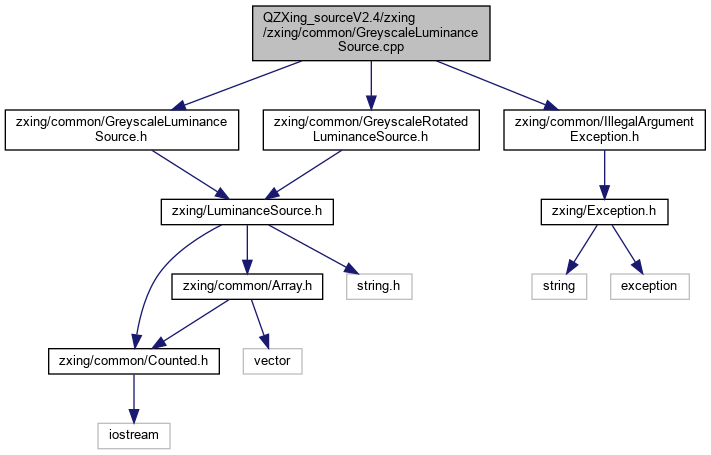 QZXing_sourceV2.4/zxing
/zxing/common/GreyscaleLuminance
Source.cpp
zxing/common/GreyscaleLuminance
Source.h
zxing/common/GreyscaleRotated
LuminanceSource.h
zxing/common/IllegalArgument
Exception.h
zxing/LuminanceSource.h
zxing/Exception.h
zxing/common/Array.h
string.h
string
exception
zxing/common/Counted.h
vector
iostream